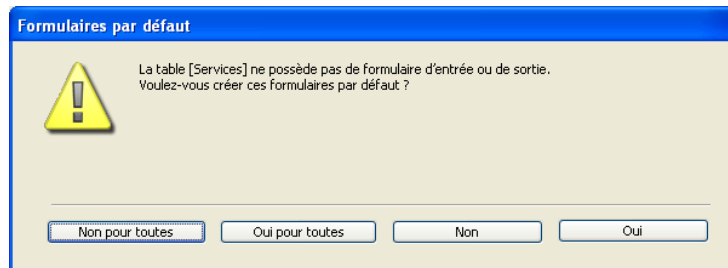 Formulaires par défaut
La table [Services] ne possède pas de formulaire d'entrée ou de sortie.
Voulez-vous créer ces formulaires par défaut ?
Non pour toutes Oui pour toutes Non Oui